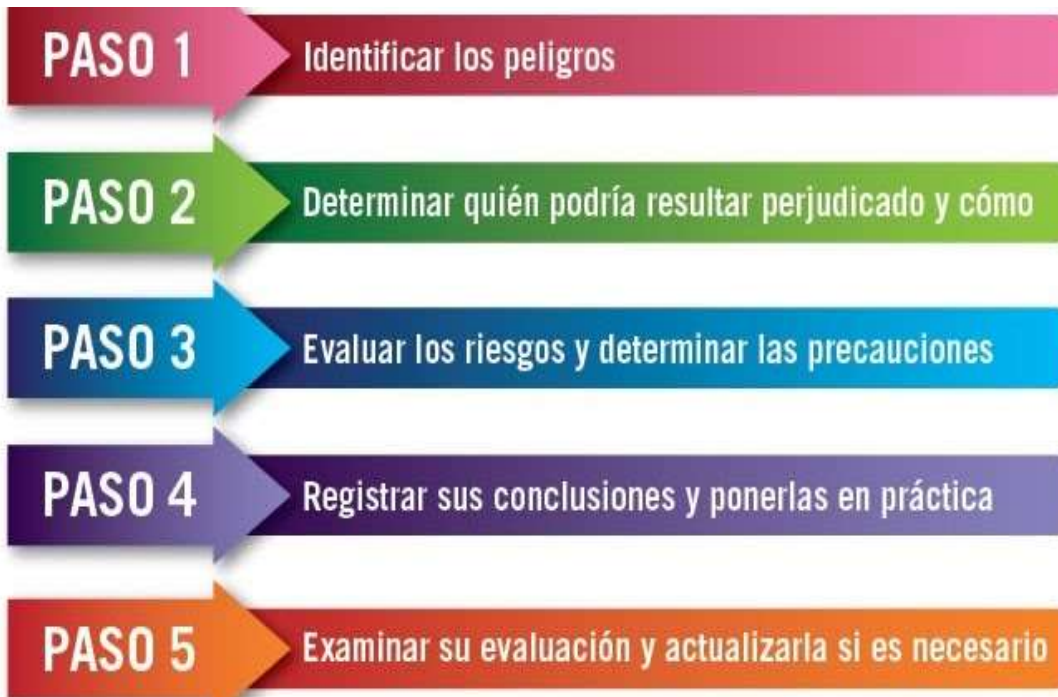 PASO 1
Identificar los peligros
PASO 2
Determinar quién podría resultar perjudicado y cómo
PASO 3
Evaluar los riesgos y determinar las precauciones
PASO 4
Registrar sus conclusiones y ponerlas en práctica
PASO 5
Examinar su evaluación y actualizarla si es necesario